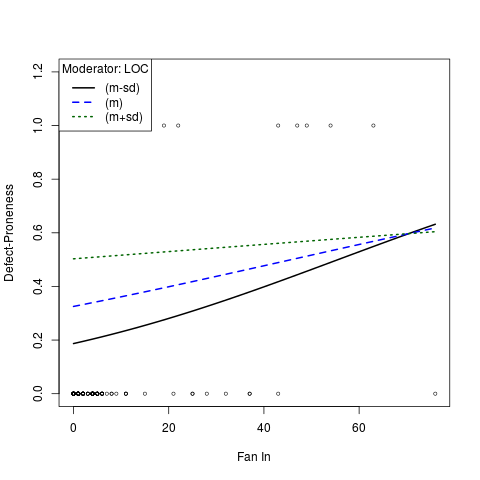 Moderator: LOC
(m-sd)
(m)
(m+sd)
1.2
1.0
0.8
0.6
0.4
0.2
0.0
Defect-Proneness
0 20 40 60
Fan In